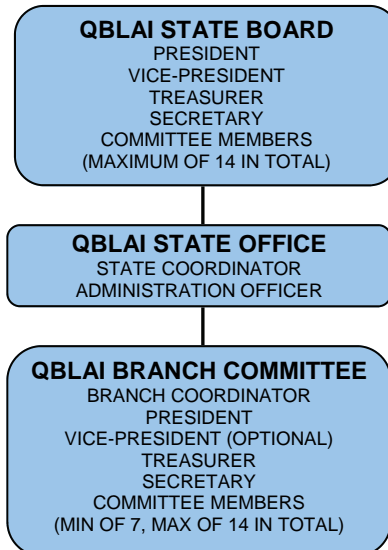 QBLAI STATE BOARD
PRESIDENT
VICE-PRESIDENT
TREASURER
SECRETARY
COMMITTEE MEMBERS
(MAXIMUM OF 14 IN TOTAL)
QBLAI STATE OFFICE
STATE COORDINATOR
ADMINISTRATION OFFICER
QBLAI BRANCH COMMITTEE
BRANCH COORDINATOR
PRESIDENT
VICE-PRESIDENT (OPTIONAL)
TREASURER
SECRETARY
COMMITTEE MEMBERS
(MIN OF 7, MAX OF 14 IN TOTAL)